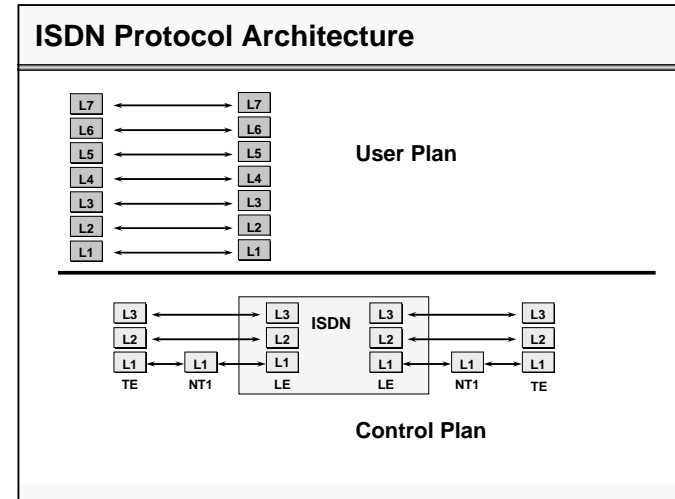 ISDN Protocol Architecture
L7 L7
L6 L6
L5 L5
User Plan
L4 L4
L3 L3
L2 L2
L1 L1
L3 L3 ISDN L3 L3
L2 L2 L2 L2
L1 L1 L1 L1 L1 L1
TE NT1 LE LE NT1 TE
Control Plan